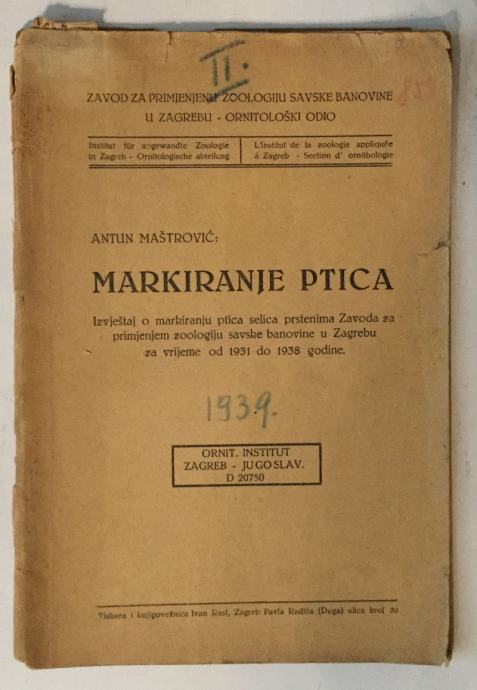 II.
ZAVOD ZA PRIMJENJENU ZOOLOGIJU SAVSKE BANOVINE
U ZAGREBU - ORNITOLOŠKI ODIO
Institut für angewandte Zoologie
in Zagreb - Ornitologische abteilung
L'institut de la zoologie appliquée
á Zagreb - Section d' ornithologie
ANTUN MAŠTROVIĆ:
MARKIRANJE PTICA
Izvještaj o markiranju ptica selica prstenima Zavoda za
primjenjem zoologiju savske banovine u Zagrebu
za vrijeme od 1931 do 1938 godine.
1939.
ORNIT. INSTITUT
ZAGREB - JUGOSLAV.
D 20750
Tiskara i knjigovežnica Ivan Rast, Zagreb Pavla Radića (Duga) ulica broj 30